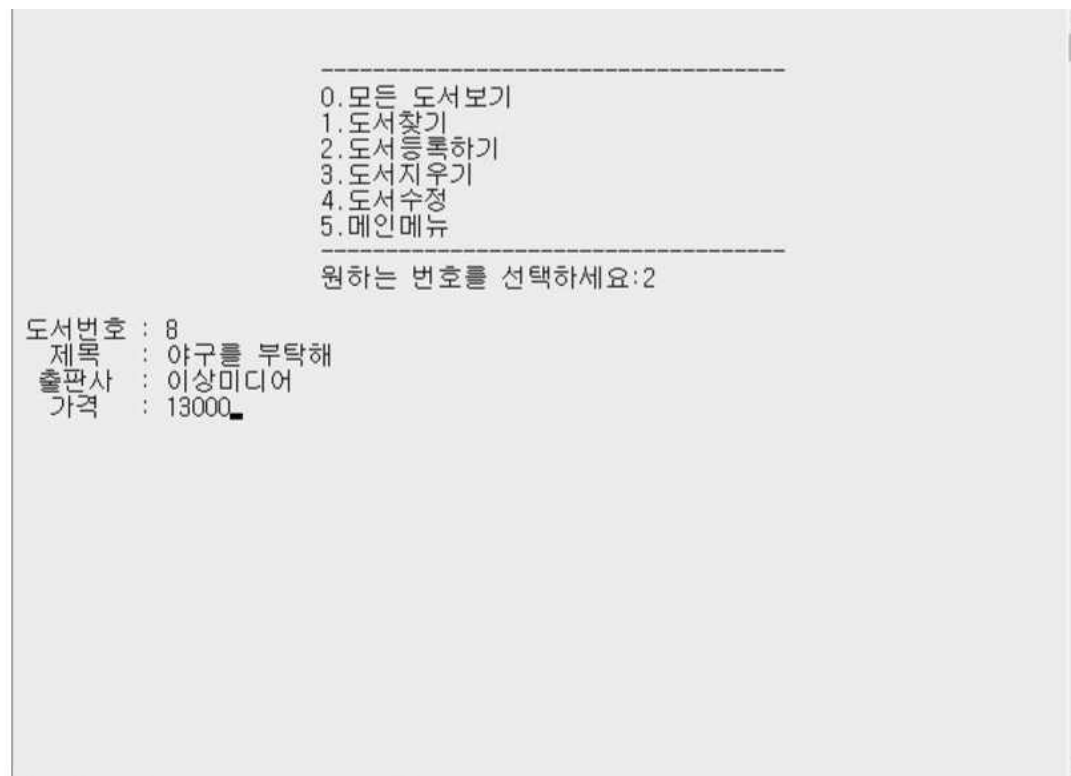 ------------------------------------
0.모든 도서보기
1.도서찾기
2.도서등록하기
3.도서지우기
4.도서수정
5.메인메뉴
------------------------------------
원하는 번호를 선택하세요:2
도서번호 : 8
제목 : 야구를 부탁해
출판사 : 이상미디어
가격 : 13000_